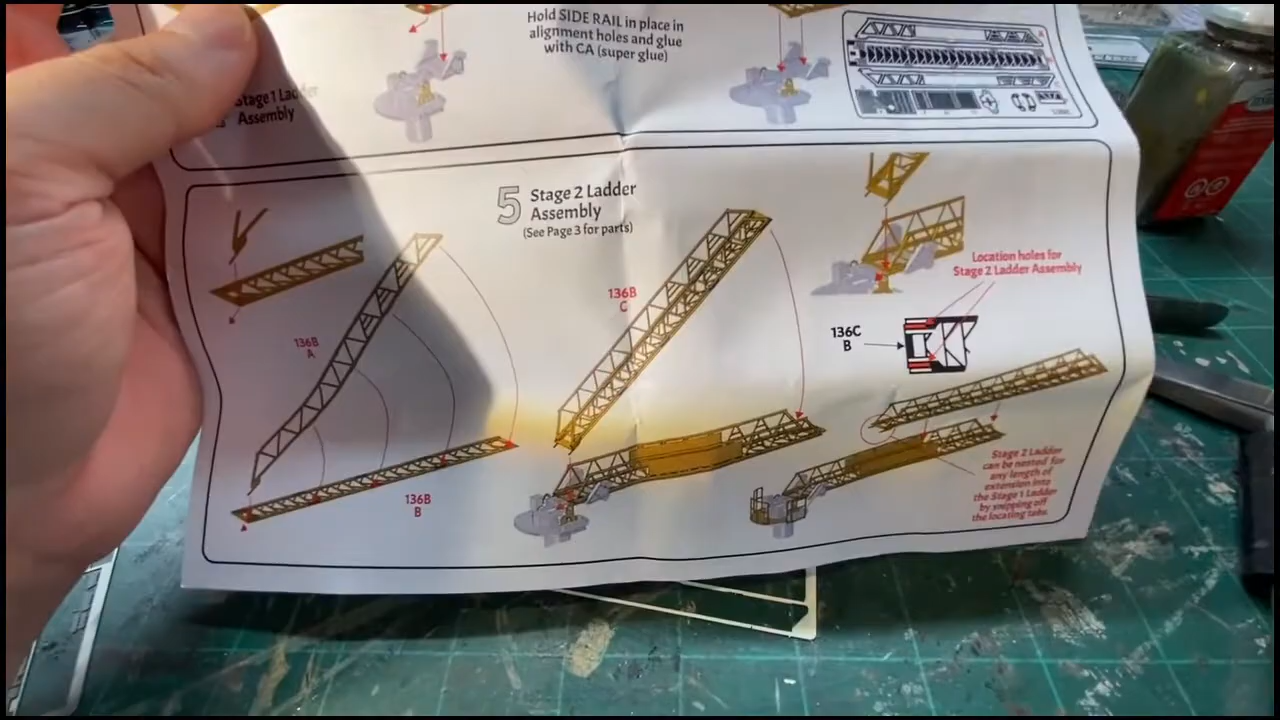 Hold SIDE RAIL in place in
alignment holes and glue
with CA (super glue)
Stage 1 Ladder
Assembly
5
Stage 2 Ladder
Assembly
(See Page 3 for parts)
136B
A
136B
B
136B
C
Location holes for
Stage 2 Ladder Assembly
136C
B
Stage 2 Ladder
can be nested for
any length of
extension into
the Stage 1 Ladder
by snipping off
the locating tabs.